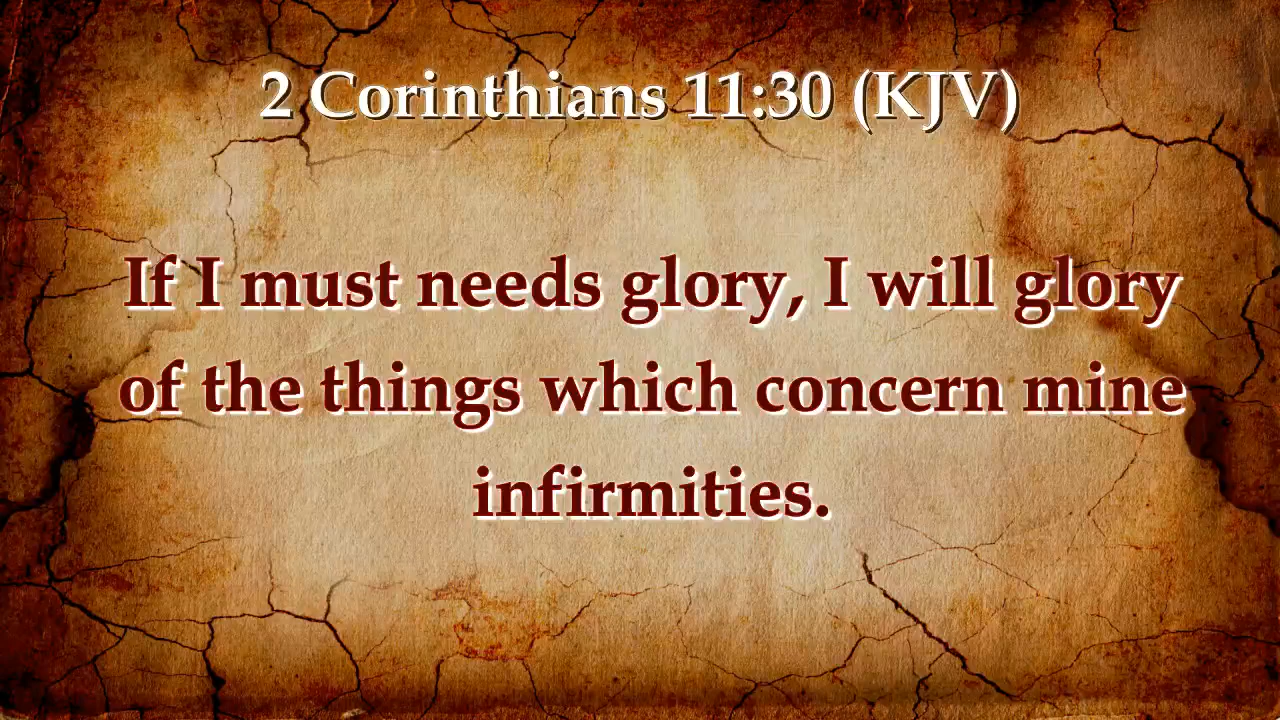 2 Corinthians 11:30 (KJV)
If I must needs glory, I will glory
of the things which concern mine
infirmities.